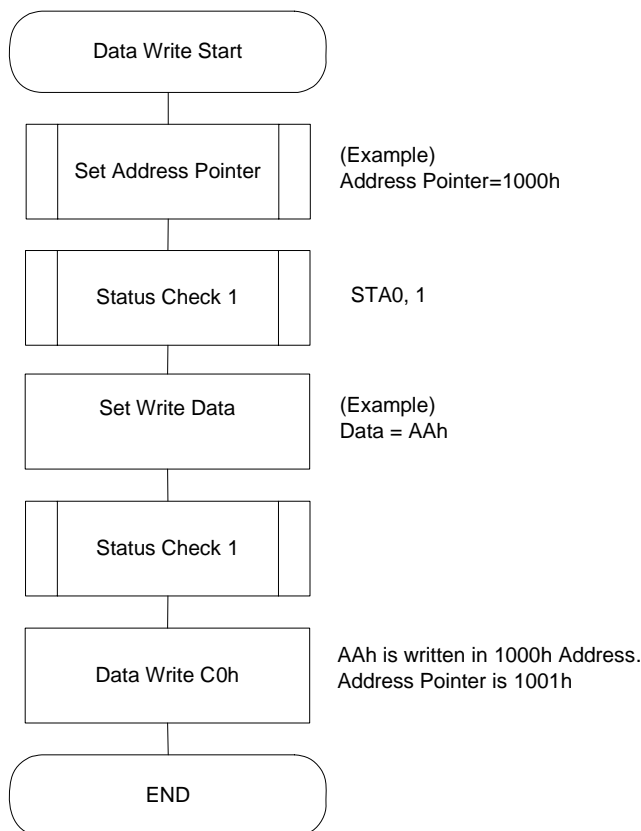 Data Write Start
Set Address Pointer
(Example)
Address Pointer=1000h
Status Check 1
STA0, 1
Set Write Data
(Example)
Data = AAh
Status Check 1
Data Write C0h
AAh is written in 1000h Address.
Address Pointer is 1001h
END